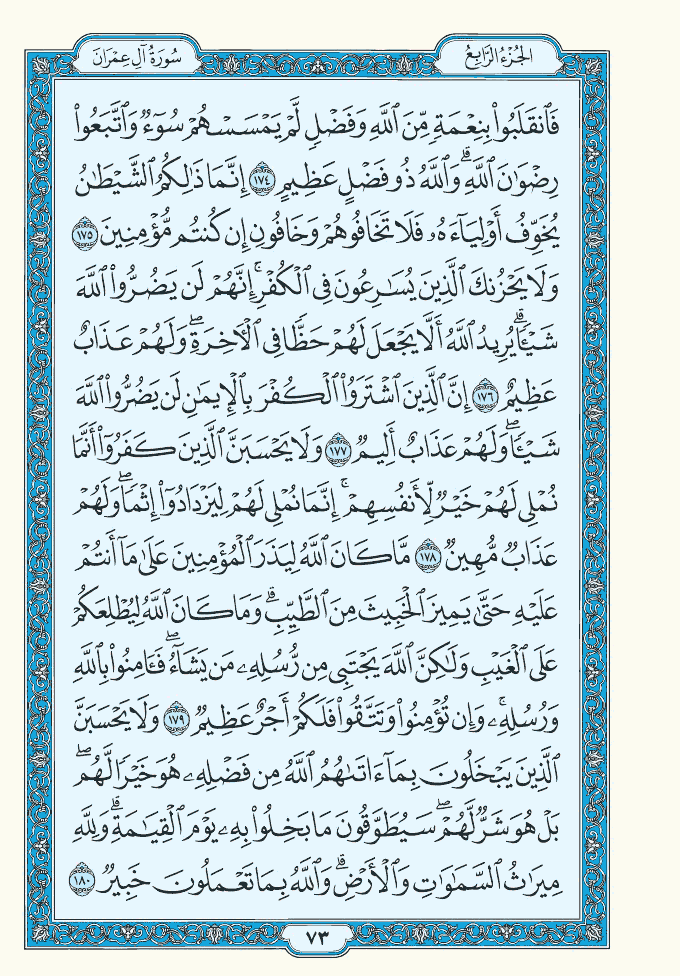 الجُزْءُ الرَّابِعُ
سُورَةُ آلِ عِمْرَانَ
فَٱنقَلَبُوا۟ بِنِعْمَةٍ مِّنَ ٱللَّهِ وَفَضْلٍ لَّمْ يَمْسَسْهُمْ سُوٓءٌ وَٱتَّبَعُوا۟
رِضْوَٰنَ ٱللَّهِ ۗ وَٱللَّهُ ذُو فَضْلٍ عَظِيمٍ ١٧٤ إِنَّمَا ذَٰلِكُمُ ٱلشَّيْطَٰنُ
يُخَوِّفُ أَوْلِيَآءَهُۥ فَلَا تَخَافُوهُمْ وَخَافُونِ إِن كُنتُم مُّؤْمِنِينَ ١٧٥
وَلَا يَحْزُنكَ ٱلَّذِينَ يُسَٰرِعُونَ فِى ٱلْكُفْرِ ۚ إِنَّهُمْ لَن يَضُرُّوا۟ ٱللَّهَ
شَيْـًٔا ۗ يُرِيدُ ٱللَّهُ أَلَّا يَجْعَلَ لَهُمْ حَظًّا فِى ٱلْـَٔاخِرَةِ ۖ وَلَهُمْ عَذَابٌ
عَظِيمٌ ١٧٦ إِنَّ ٱلَّذِينَ ٱشْتَرَوُا۟ ٱلْكُفْرَ بِٱلْإِيمَٰنِ لَن يَضُرُّوا۟ ٱللَّهَ
شَيْـًٔا ۖ وَلَهُمْ عَذَابٌ أَلِيمٌ ١٧٧ وَلَا يَحْسَبَنَّ ٱلَّذِينَ كَفَرُوٓا۟ أَنَّمَا
نُمْلِى لَهُمْ خَيْرٌ لِّأَنفُسِهِمْ ۚ إِنَّمَا نُمْلِى لَهُمْ لِيَزْدَادُوٓا۟ إِثْمًا ۖ وَلَهُمْ
عَذَابٌ مُّهِينٌ ١٧٨ مَّا كَانَ ٱللَّهُ لِيَذَرَ ٱلْمُؤْمِنِينَ عَلَىٰ مَآ أَنتُمْ
عَلَيْهِ حَتَّىٰ يَمِيزَ ٱلْخَبِيثَ مِنَ ٱلطَّيِّبِ ۗ وَمَا كَانَ ٱللَّهُ لِيُطْلِعَكُمْ
عَلَى ٱلْغَيْبِ وَلَٰكِنَّ ٱللَّهَ يَجْتَبِى مِن رُّسُلِهِۦ مَن يَشَآءُ ۖ فَـَٔامِنُوا۟ بِٱللَّهِ
وَرُسُلِهِۦ ۚ وَإِن تُؤْمِنُوا۟ وَتَتَّقُوا۟ فَلَكُمْ أَجْرٌ عَظِيمٌ ١٧٩ وَلَا يَحْسَبَنَّ
ٱلَّذِينَ يَبْخَلُونَ بِمَآ ءَاتَىٰهُمُ ٱللَّهُ مِن فَضْلِهِۦ هُوَ خَيْرًا لَّهُم ۖ
بَلْ هُوَ شَرٌّ لَّهُمْ ۖ سَيُطَوَّقُونَ مَا بَخِلُوا۟ بِهِۦ يَوْمَ ٱلْقِيَٰمَةِ ۗ وَلِلَّهِ
مِيرَٰثُ ٱلسَّمَٰوَٰتِ وَٱلْأَرْضِ ۗ وَٱللَّهُ بِمَا تَعْمَلُونَ خَبِيرٌ ١٨٠
٧٣